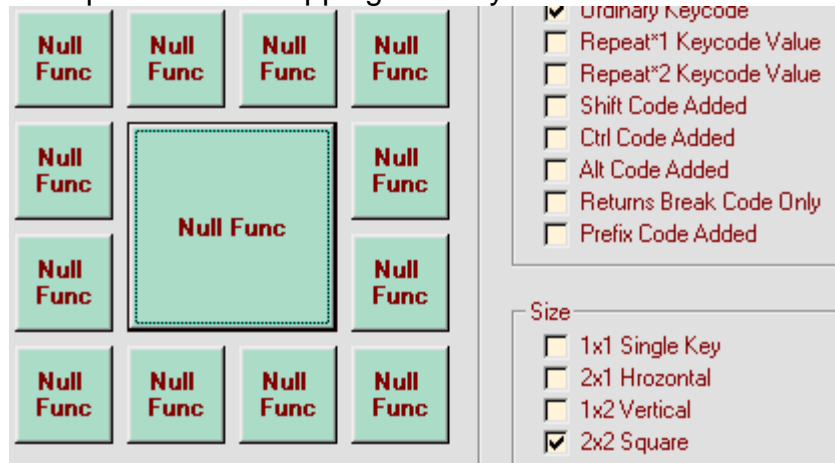 Null Func
Null Func
Null Func
Null Func
Null Func
Null Func
Null Func
Null Func
Null Func
Null Func
Null Func
Null Func
Null Func
Ordinary Keycode
Repeat*1 Keycode Value
Repeat*2 Keycode Value
Shift Code Added
Ctrl Code Added
Alt Code Added
Returns Break Code Only
Prefix Code Added
Size
1x1 Single Key
2x1 Hrozontal
1x2 Vertical
2x2 Square